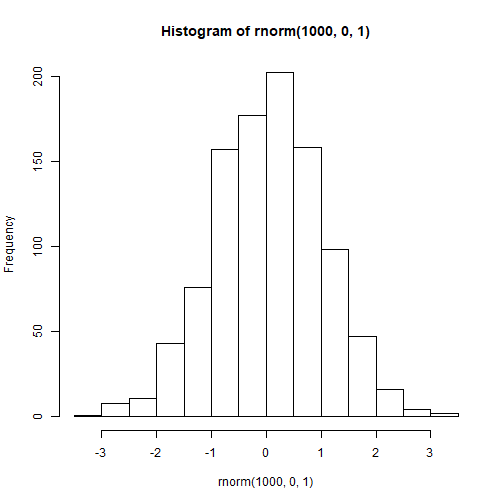 Histogram of rnorm(1000, 0, 1)
Frequency
200
150
100
50
0
-3 -2 -1 0 1 2 3
rnorm(1000, 0, 1)